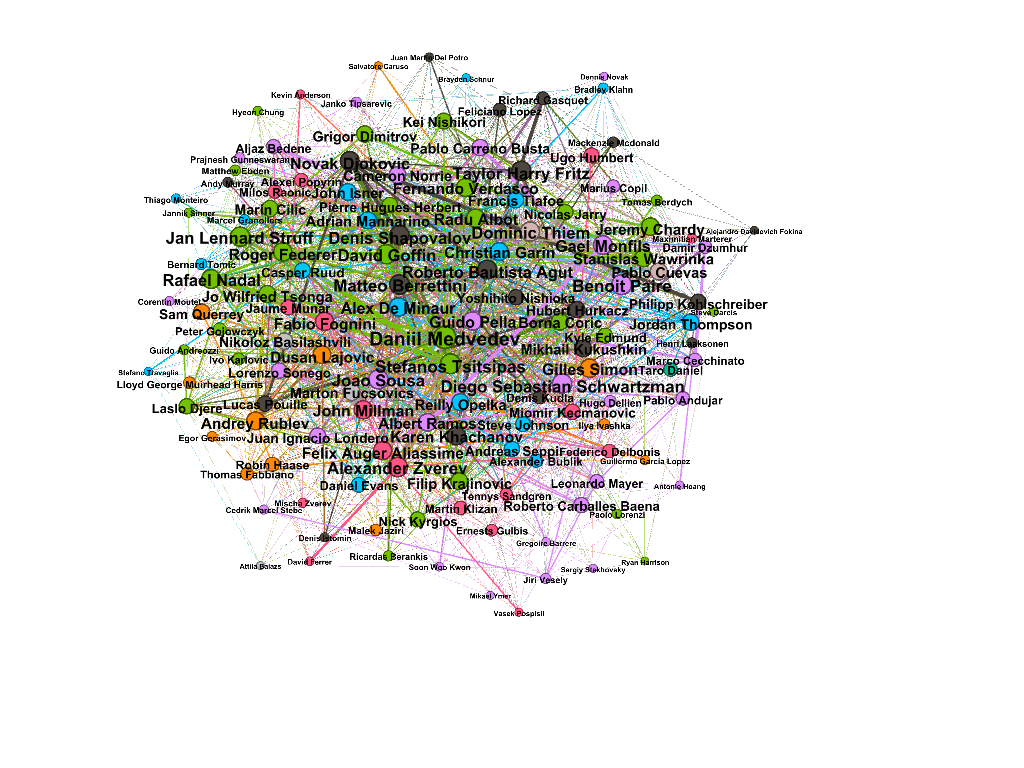 Juan Martin Del Potro
Salvatore Caruso
Brayden Schnur
Dennis Novak
Bradley Klahn
Kevin Anderson
Janko Tipsarevic
Richard Gasquet
Feliciano Lopez
Hyeon Chung
Kei Nishikori
Grigor Dimitrov
Mackenzie Mcdonald
Aljaz Bedene
Pablo Carreno Busta
Ugo Humbert
Prajnesh Gunneswaran
Novak Djokovic
Matthew Ebden
Cameron Norrie
Taylor Harry Fritz
Andy Murray
Alexei Popyrin
Fernando Verdasco
Marius Copil
Milos Raonic
John Isner
Thiago Monteiro
Francis Tiafoe
Tomas Berdych
Jannik Sinner
Marin Cilic
Pierre Hugues Herbert
Nicolas Jarry
Marcel Granollers
Adrian Mannarino
Radu Albot
Jeremy Chardy
Alejandro Davidovich Fokina
Jan Lennard Struff
Denis Shapovalov
Dominic Thiem
Maximilian Marterer
Gael Monfils
Damir Dzumhur
Roger Federer
David Goffin
Christian Garin
Stanislas Wawrinka
Bernard Tomic
Casper Ruud
Roberto Bautista Agut
Pablo Cuevas
Rafael Nadal
Matteo Berrettini
Benoit Paire
Corentin Moutet
Jo Wilfried Tsonga
Yoshihito Nishioka
Philipp Kohlschreiber
Jaume Munar
Alex De Minaur
Hubert Hurkacz
Steve Darcis
Sam Querrey
Fabio Fognini
Guido Pella
Borna Coric
Jordan Thompson
Peter Gojowczyk
Nikoloz Basilashvili
Daniil Medvedev
Kyle Edmund
Henri Laaksonen
Guido Andreozzi
Ivo Karlovic
Dusan Lajovic
Mikhail Kukushkin
Marco Cecchinato
Stefano Travaglia
Lorenzo Sonego
Stefanos Tsitsipas
Gilles Simon
Taro Daniel
Lloyd George Muirhead Harris
Joao Sousa
Diego Sebastian Schwartzman
Marton Fucsovics
Denis Kudla
Hugo Dellien
Pablo Andujar
Laslo Djere
Lucas Pouille
John Millman
Reilly Opelka
Miomir Kecmanovic
Andrey Rublev
Albert Ramos
Steve Johnson
Ilya Ivashka
Egor Gerasimov
Juan Ignacio Londero
Karen Khachanov
Felix Auger Aliassime
Andreas Seppi
Federico Delbonis
Robin Haase
Alexander Zverev
Alexander Bublik
Guillermo Garcia Lopez
Thomas Fabbiano
Daniel Evans
Filip Krajinovic
Leonardo Mayer
Antoine Hoang
Tennys Sandgren
Mischa Zverev
Cedrik Marcel Stebe
Martin Klizan
Roberto Carballes Baena
Paolo Lorenzi
Nick Kyrgios
Malek Jaziri
Ernests Gulbis
Denis Istomin
Gregoire Barrere
Ricardas Berankis
Attila Balazs
David Ferrer
Soon Woo Kwon
Sergiy Stakhovsky
Ryan Harrison
Jiri Vesely
Mikael Ymer
Vasek Pospisil